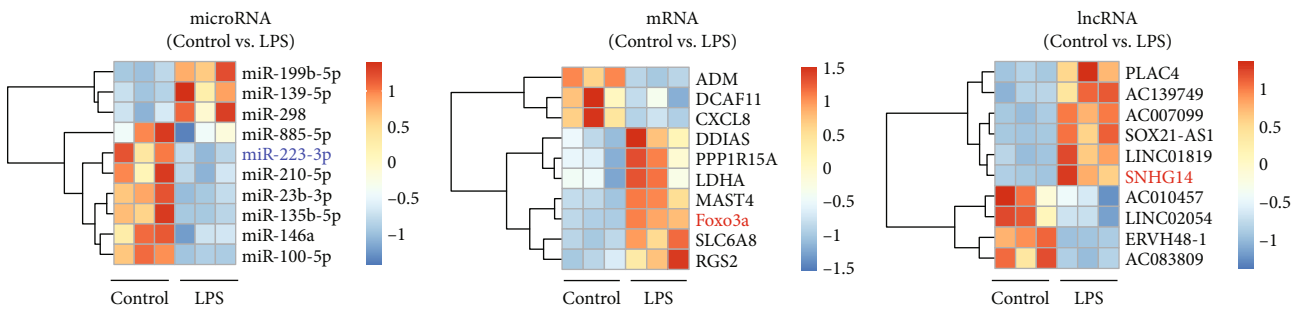 microRNA
(Control vs. LPS)
miR-199b-5p
miR-139-5p
miR-298
miR-885-5p
miR-223-3p
miR-210-5p
miR-23b-3p
miR-135b-5p
miR-146a
miR-100-5p
1
0.5
0
−0.5
−1
Control
LPS
mRNA
(Control vs. LPS)
ADM
DCAF11
CXCL8
DDIAS
PPP1R15A
LDHA
MAST4
Foxo3a
SLC6A8
RGS2
1.5
1
0.5
0
−0.5
−1
−1.5
Control
LPS
lncRNA
(Control vs. LPS)
PLAC4
AC139749
AC007099
SOX21-AS1
LINC01819
SNHG14
AC010457
LINC02054
ERVH48-1
AC083809
1
0.5
0
−0.5
−1
Control
LPS